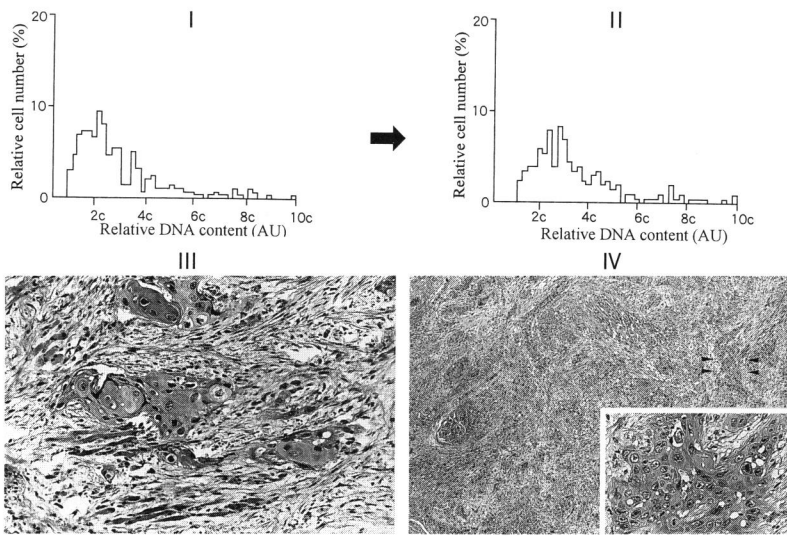 I
20
10
0
Relative cell number (%)
2c 4c 6c 8c 10c
Relative DNA content (AU)
II
20
10
0
Relative cell number (%)
2c 4c 6c 8c 10c
Relative DNA content (AU)
III
IV